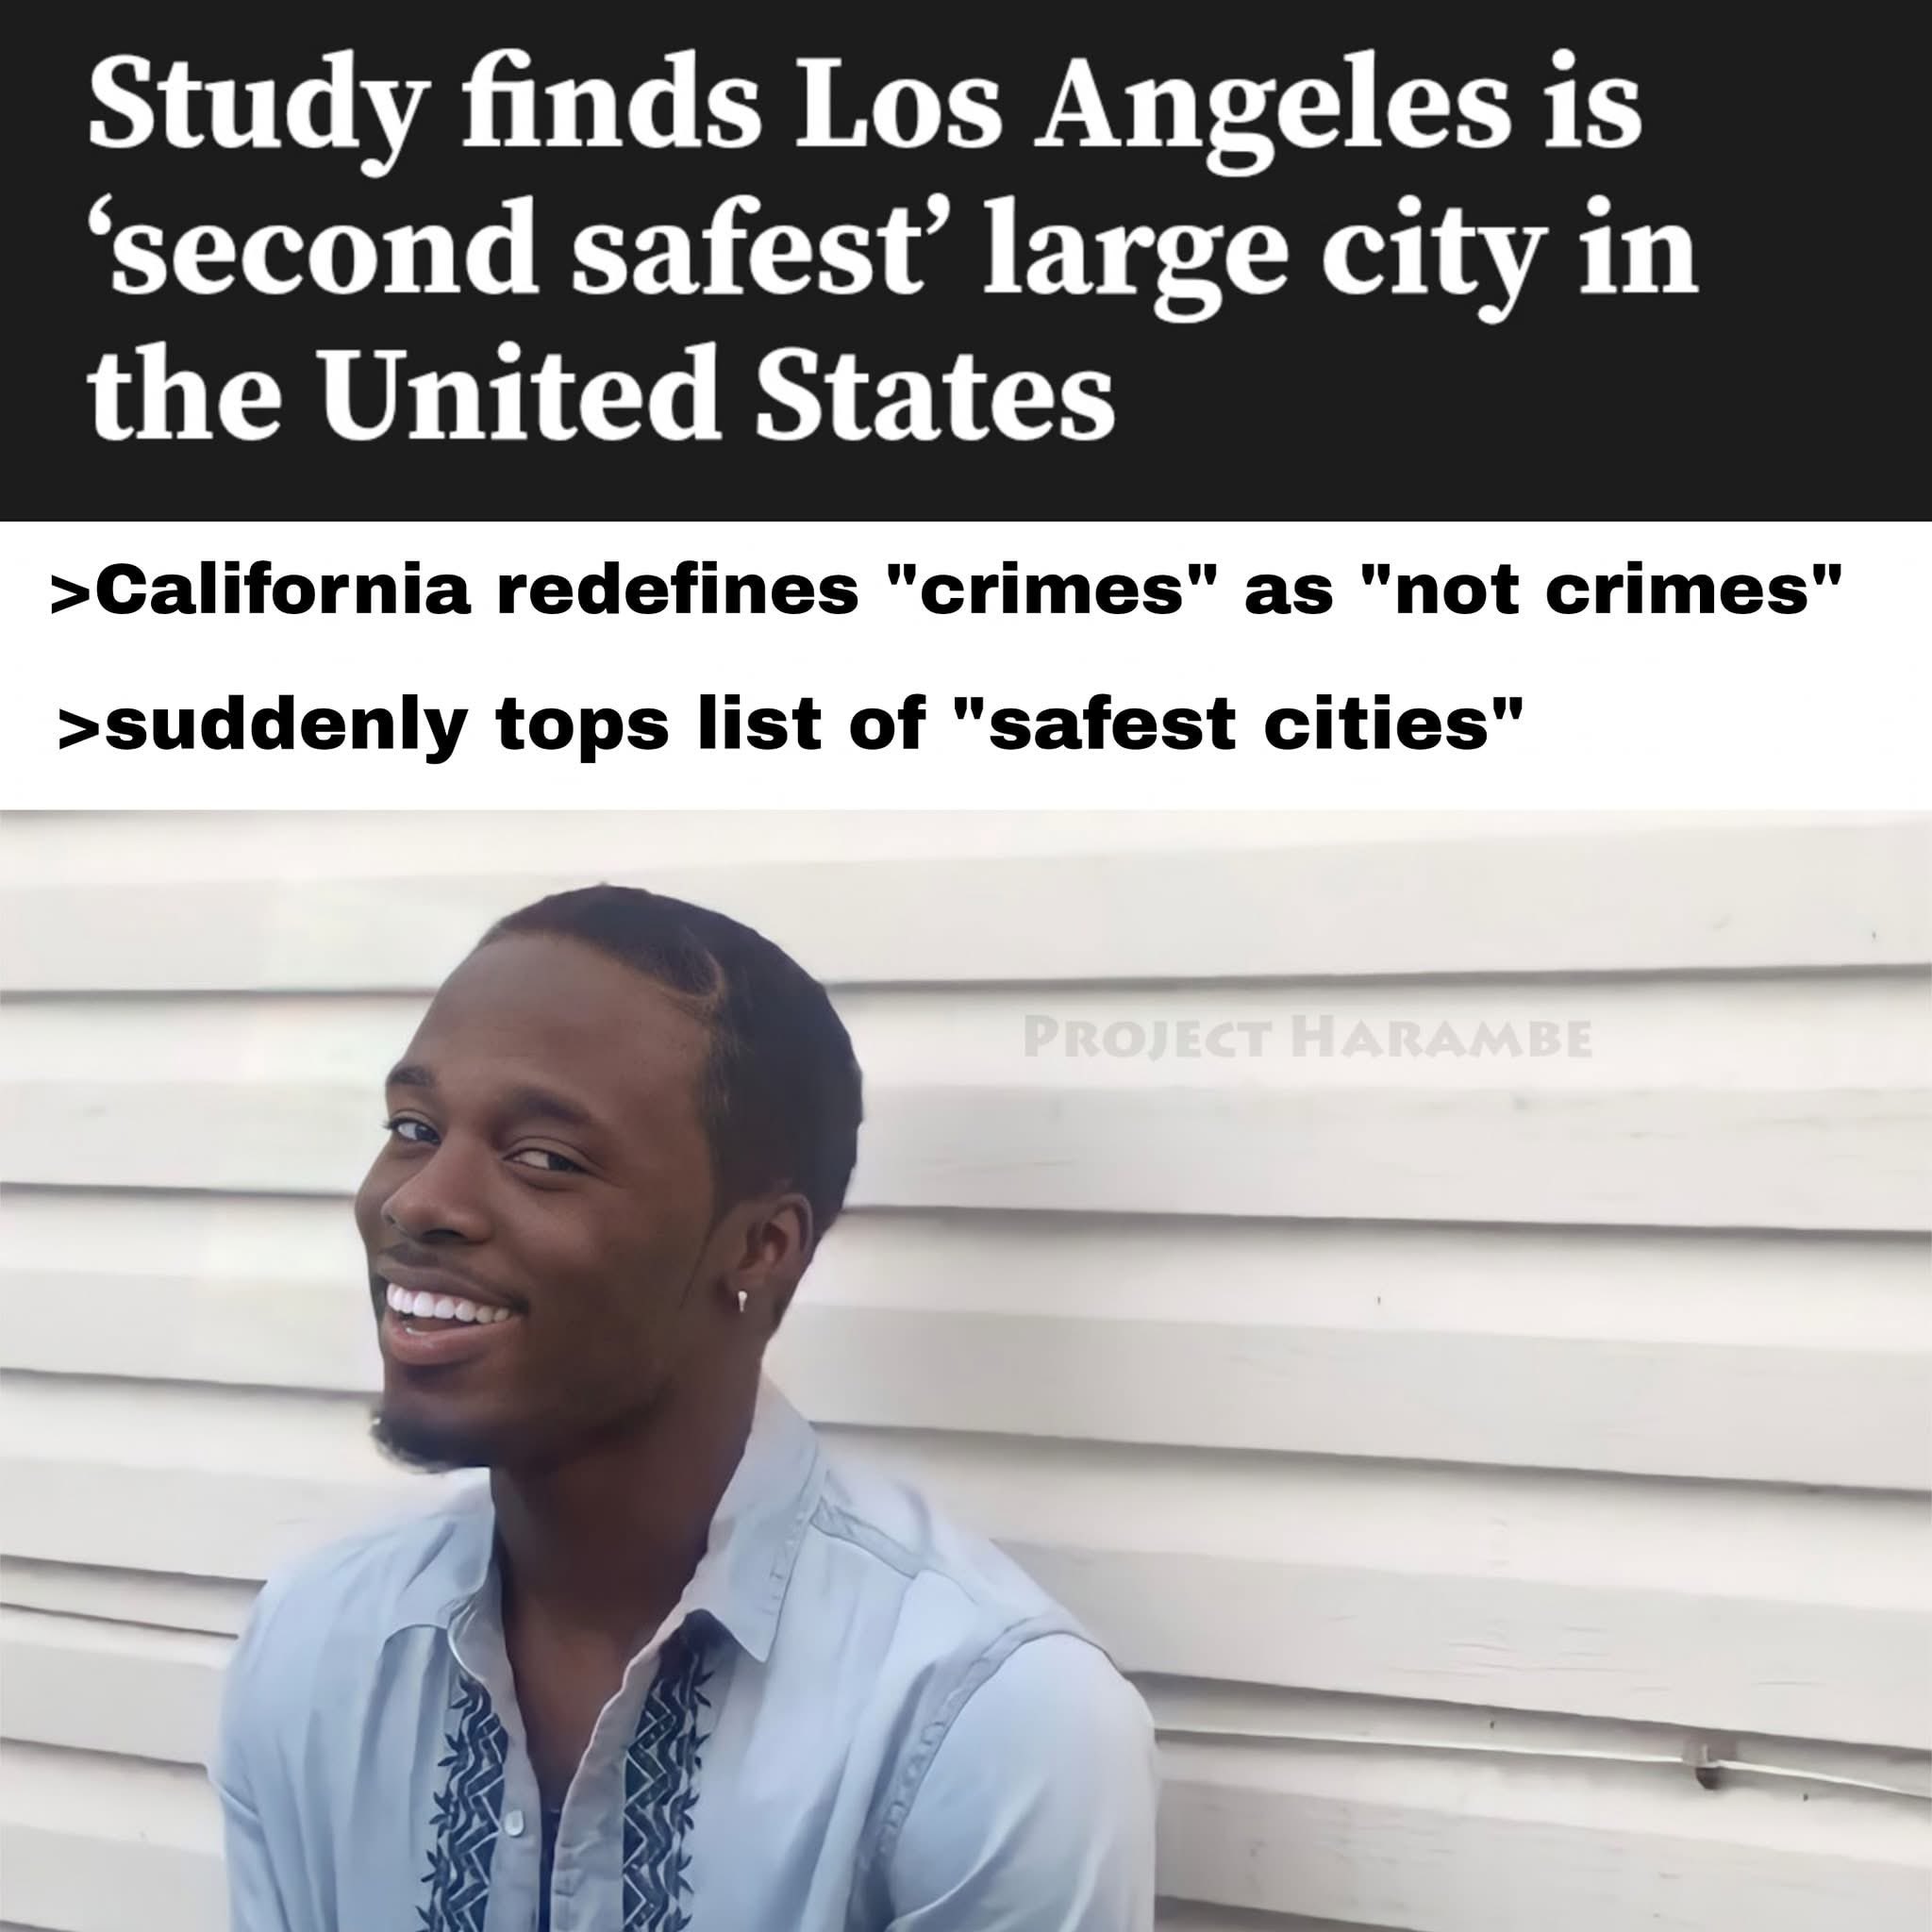 Study finds Los Angeles is
‘second safest’ large city in
the United States
>California redefines "crimes" as "not crimes"
>suddenly tops list of "safest cities"
PROJECT HARAMBE